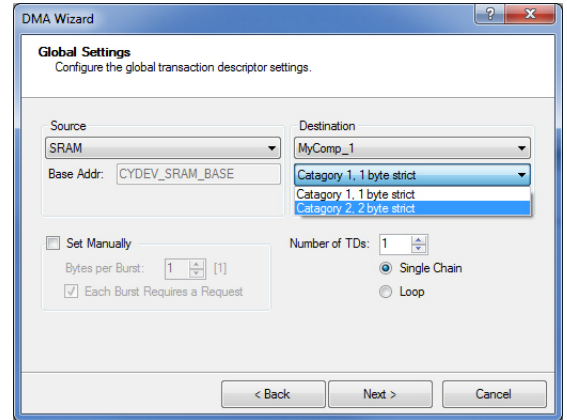 DMA Wizard
Global Settings
Configure the global transaction descriptor settings.
Source
Destination
SRAM
MyComp_1
Base Addr: CYDEV_SRAM_BASE
Catagory 1, 1 byte strict
Catagory 1, 1 byte strict
Catagory 2, 2 byte strict
Set Manually
Number of TDs: 1
Bytes per Burst: 1 [1]
Single Chain
Each Burst Requires a Request
Loop
< Back
Next >
Cancel